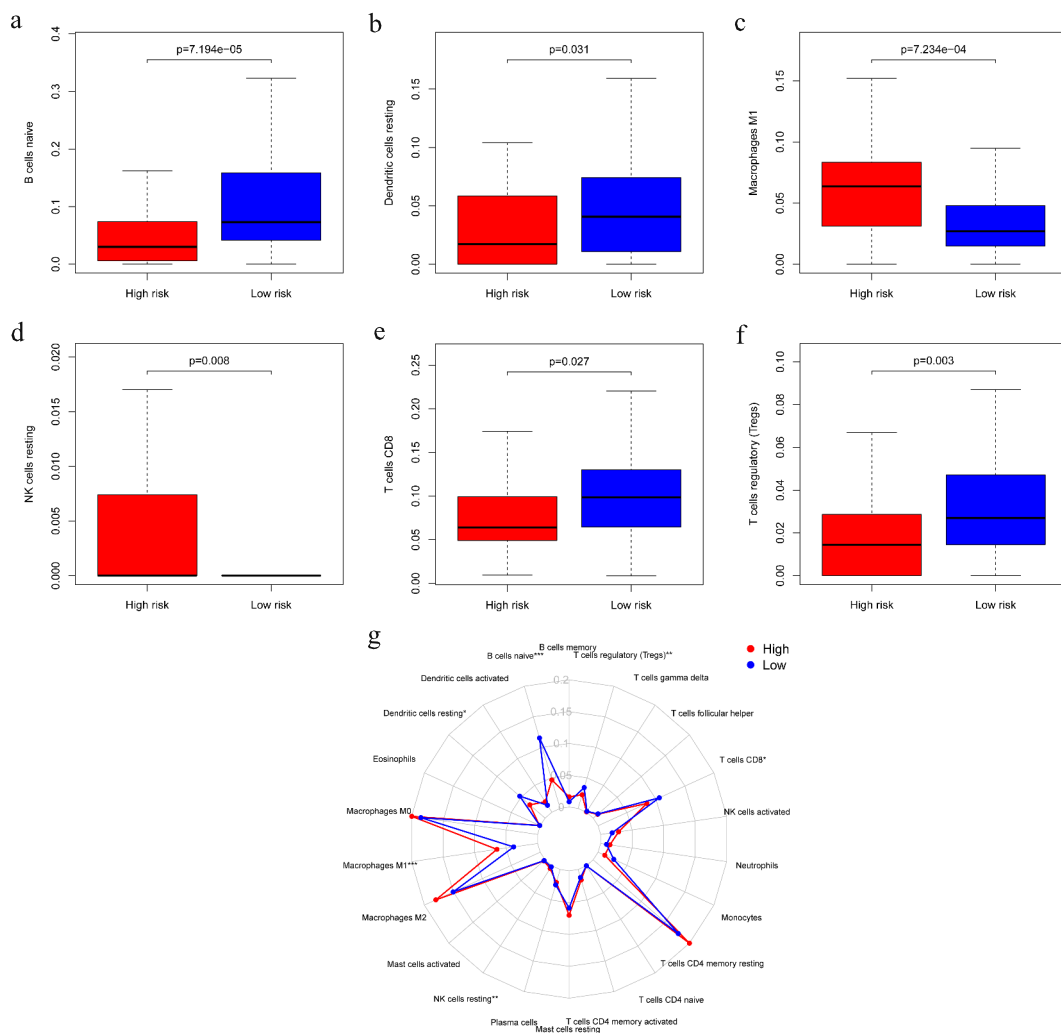 a
p=7.194e−05
B cells naive
0.4
0.3
0.2
0.1
0.0
High risk
Low risk
b
p=0.031
Dendritic cells resting
0.15
0.10
0.05
0.00
High risk
Low risk
c
p=7.234e−04
Macrophages M1
0.15
0.10
0.05
0.00
High risk
Low risk
d
p=0.008
NK cells resting
0.020
0.015
0.010
0.005
0.000
High risk
Low risk
e
p=0.027
T cells CD8
0.25
0.20
0.15
0.10
0.05
0.00
High risk
Low risk
f
p=0.003
T cells regulatory (Tregs)
0.10
0.08
0.06
0.04
0.02
0.00
High risk
Low risk
g
High
Low
B cells memory
B cells naive***
Dendritic cells activated
Dendritic cells resting*
Eosinophils
Macrophages M0
Macrophages M1***
Macrophages M2
Mast cells activated
NK cells resting**
Plasma cells
Mast cells resting
T cells CD4 memory activated
T cells CD4 naive
T cells CD4 memory resting
Monocytes
Neutrophils
NK cells activated
T cells CD8*
T cells follicular helper
T cells gamma delta
T cells regulatory (Tregs)**
0.2
0.15
0.1
0